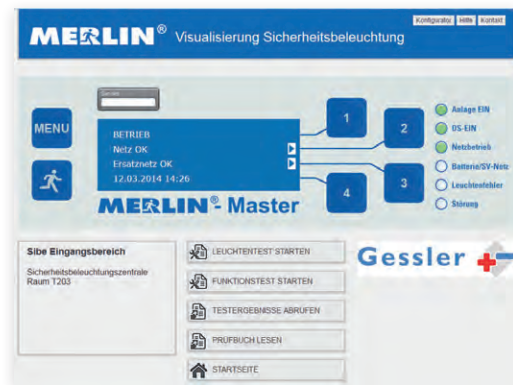 Konfigurator Hilfe Kontakt
MERLIN® Visualisierung Sicherheitsbeleuchtung
MENU
BETRIEB
Netz OK
Ersatznetz OK
12.03.2014 14:26
MERLIN®- Master
1
2
3
4
Anlage EIN
DS-EIN
Netzbetrieb
Batterie/SV-Netz
Leuchtenfehler
Störung
Sibe Eingangsbereich
Sicherheitsbeleuchtungszentrale
Raum T203
LEUCHTENTEST STARTEN
FUNKTIONSTEST STARTEN
TESTERGEBNISSE ABRUFEN
PRÜFBUCH LESEN
STARTSEITE
Gessler